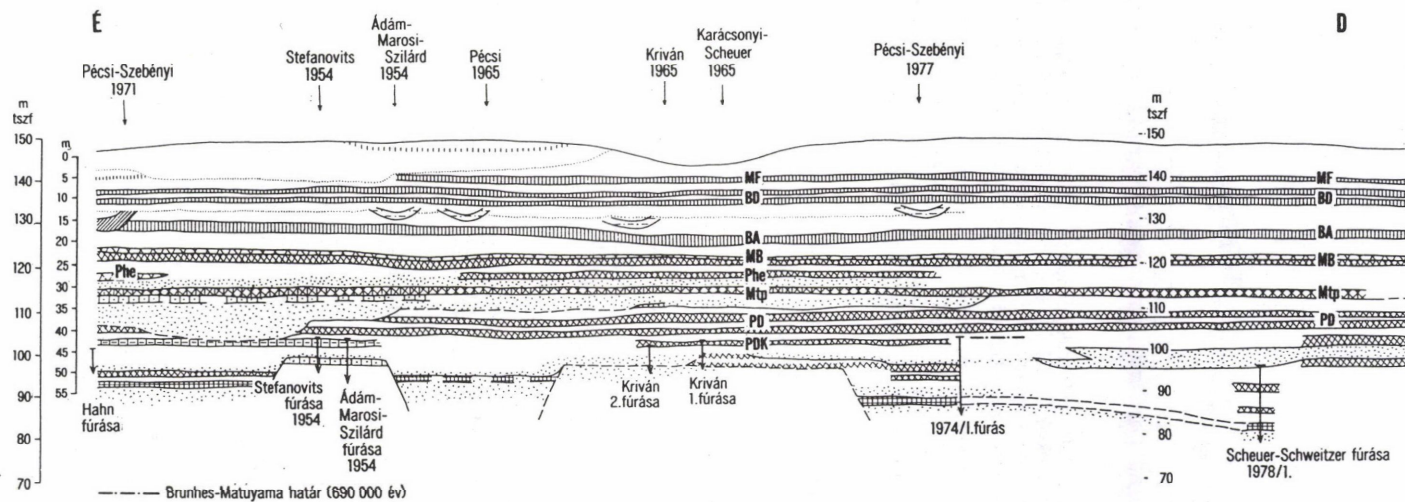 É
D
Pécsi-Szebényi
1971
Stefanovits
1954
Ádám-
Marosi-
Szilárd
1954
Pécsi
1965
Kriván
1965
Karácsonyi-
Scheuer
1965
Pécsi-Szebényi
1977
m
tszf
150
140
130
120
110
100
90
80
70
m
0
5
10
15
20
25
30
35
40
45
50
55
m
tszf
-150
140
-130
-120
-110
100
-90
-80
-70
MF
MF
BD
BD
BA
BA
MB
MB
Phe
Phe
Mtp
Mtp
PD
PD
PDK
Hahn
fúrása
Stefanovits
fúrása
1954
Ádám-
Marosi-
Szilárd
fúrása
1954
Kriván
2.fúrása
Kriván
1.fúrása
1974/I.fúrás
Scheuer-Schweitzer fúrása
1978/1.
Brunhes-Matuyama határ (690 000 év)